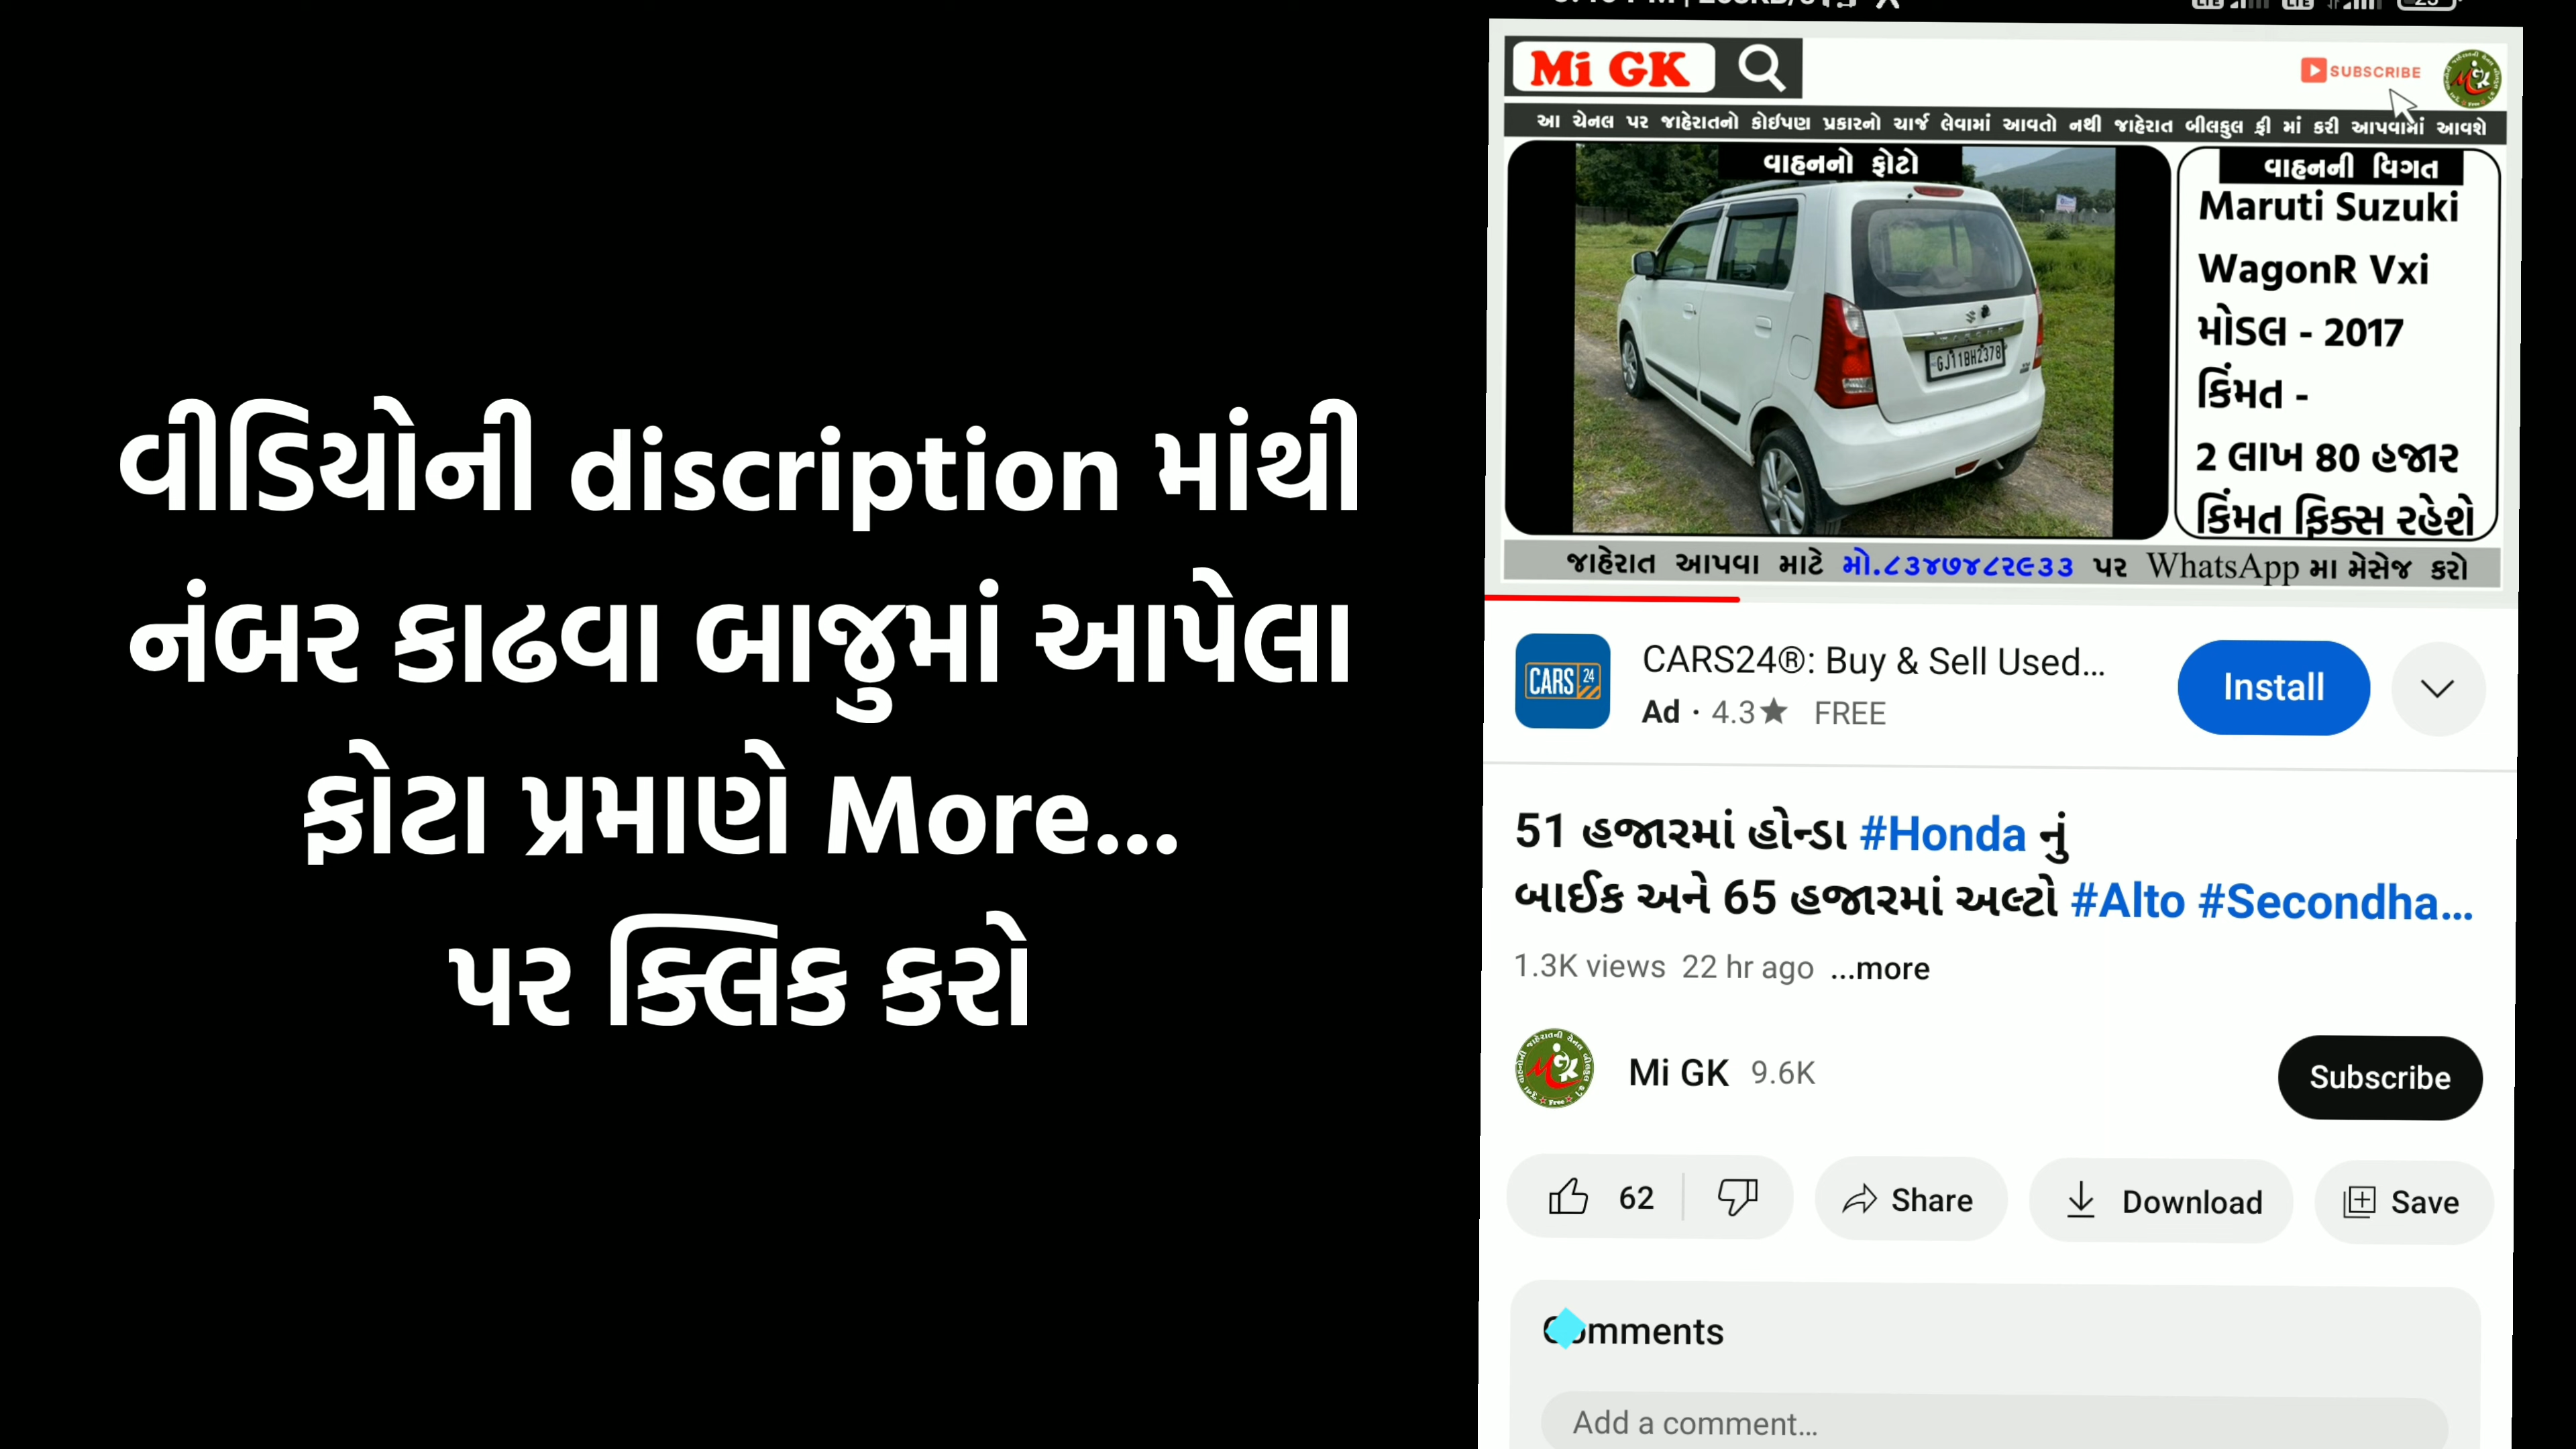 વીડિયોની discription માંથી
નંબર કાઢવા બાજુમાં આપેલા
ફોટા પ્રમાણે More...
પર ક્લિક કરો
Mi GK
SUBSCRIBE
આ ચેનલ પર જાહેરાતનો કોઈપણ પ્રકારનો ચાર્જ લેવામાં આવતો નથી જાહેરાત બીલકુલ ફ્રી માં કરી આપવામાં આવશે
વાહનનો ફોટો
GJ11BH2378
વાહનની વિગત
Maruti Suzuki
WagonR Vxi
મોડલ - 2017
કિંમત -
2 લાખ 80 હજાર
કિંમત ફિક્સ રહેશે
જાહેરાત આપવા માટે મો.૮૩૪૭૪૮૨૯૩૩ પર WhatsApp મા મેસેજ કરો
CARS 24
CARS24®: Buy & Sell Used...
Ad · 4.3★ FREE
Install
51 હજારમાં હોન્ડા #Honda નું
બાઈક અને 65 હજારમાં અલ્ટો #Alto #Secondha...
1.3K views 22 hr ago ...more
Mi GK 9.6K
Subscribe
62
Share
Download
Save
Comments
Add a comment...